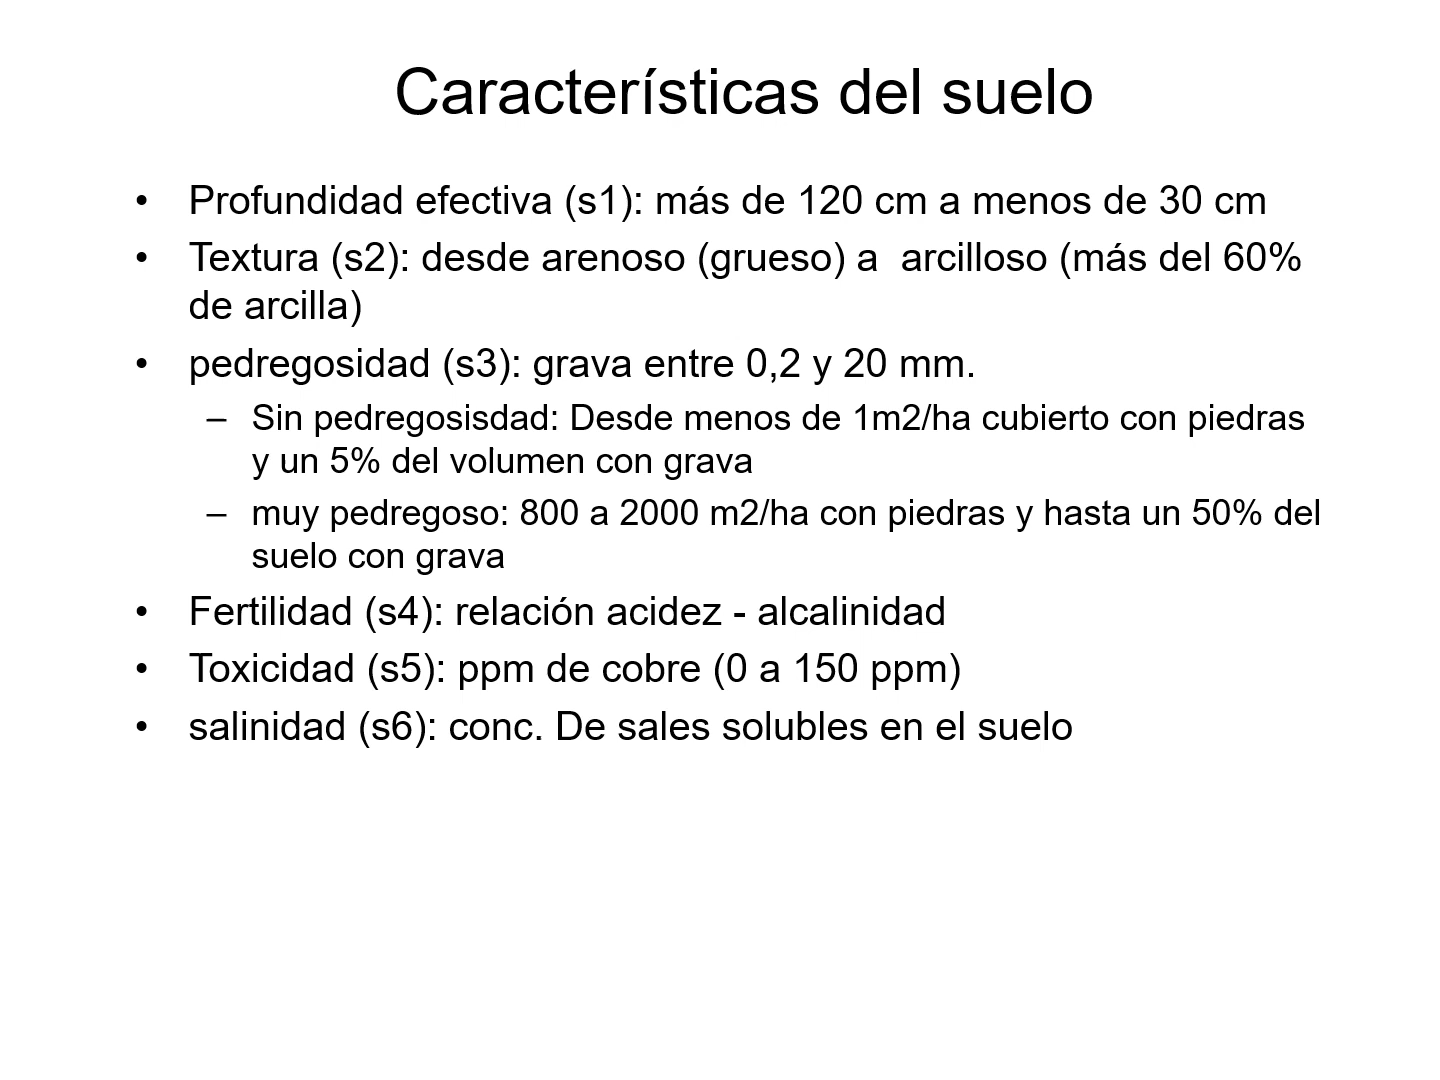 Características del suelo
• Profundidad efectiva (s1): más de 120 cm a menos de 30 cm
• Textura (s2): desde arenoso (grueso) a  arcilloso (más del 60%
de arcilla)
• pedregosidad (s3): grava entre 0,2 y 20 mm.
– Sin pedregosisdad: Desde menos de 1m2/ha cubierto con piedras
y un 5% del volumen con grava
– muy pedregoso: 800 a 2000 m2/ha con piedras y hasta un 50% del
suelo con grava
• Fertilidad (s4): relación acidez - alcalinidad
• Toxicidad (s5): ppm de cobre (0 a 150 ppm)
• salinidad (s6): conc. De sales solubles en el suelo